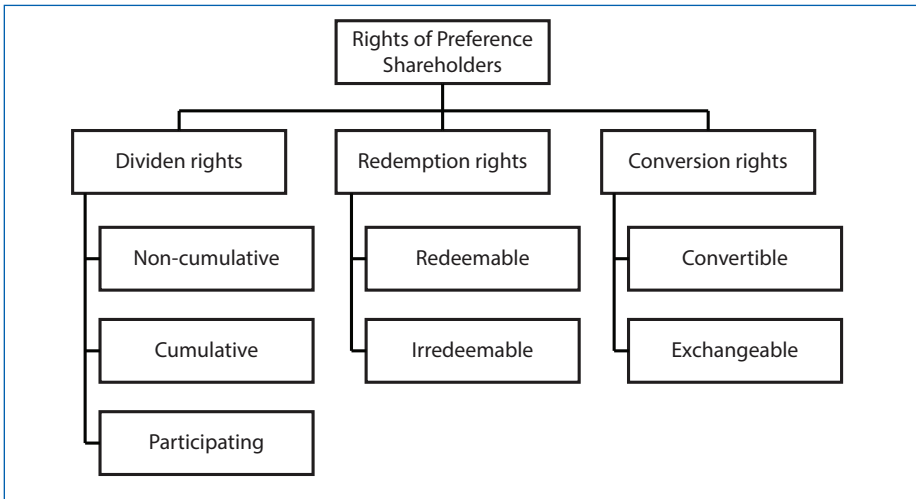 Rights of Preference
Shareholders
Dividen rights
Redemption rights
Conversion rights
Non-cumulative
Redeemable
Convertible
Cumulative
Irredeemable
Exchangeable
Participating